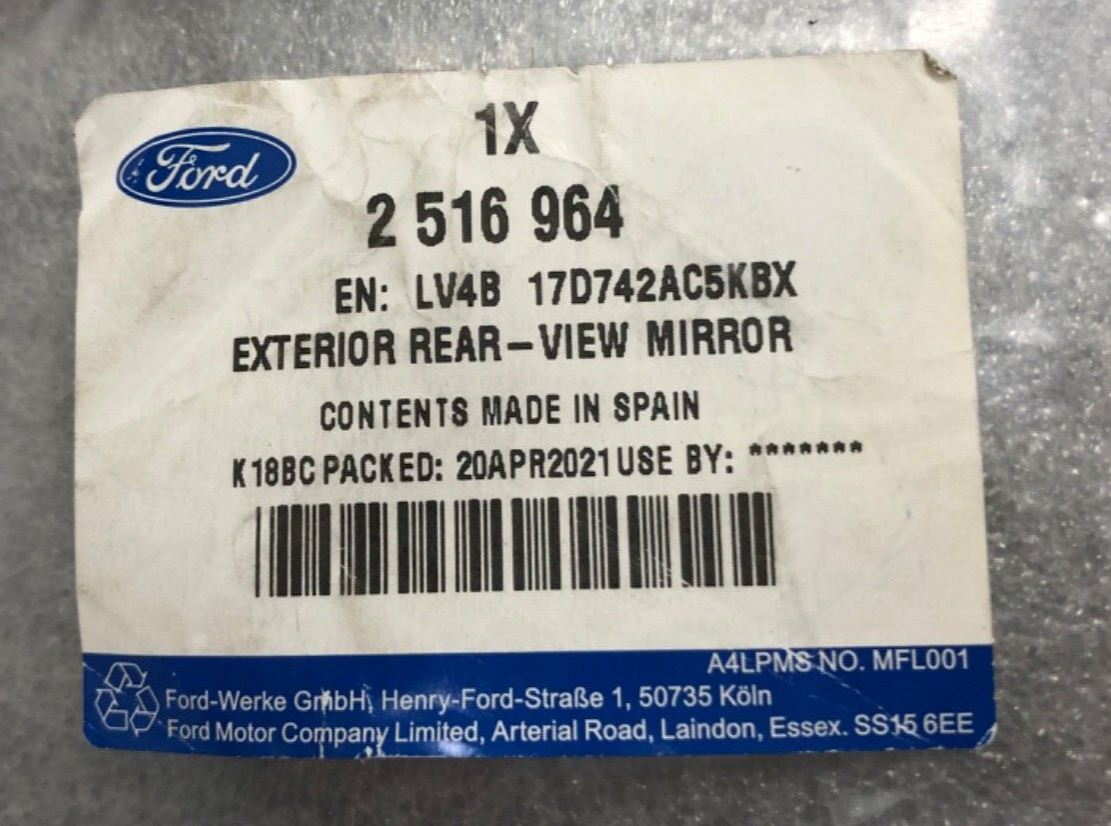 1X
Ford
2 516 964
EN: LV4B 17D742AC5KBX
EXTERIOR REAR-VIEW MIRROR
CONTENTS MADE IN SPAIN
K18BC PACKED: 20APR2021 USE BY: *******
A4LPMS NO. MFL001
Ford-Werke GmbH, Henry-Ford-Straße 1, 50735 Köln
Ford Motor Company Limited, Arterial Road, Laindon, Essex. SS15 6EE